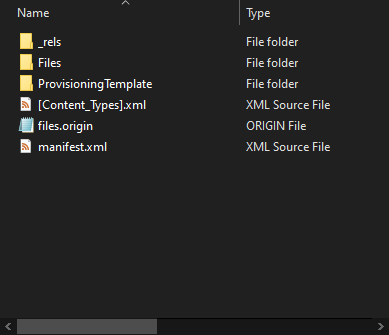 Name Type
_rels File folder
Files File folder
ProvisioningTemplate File folder
[Content_Types].xml XML Source File
files.origin ORIGIN File
manifest.xml XML Source File